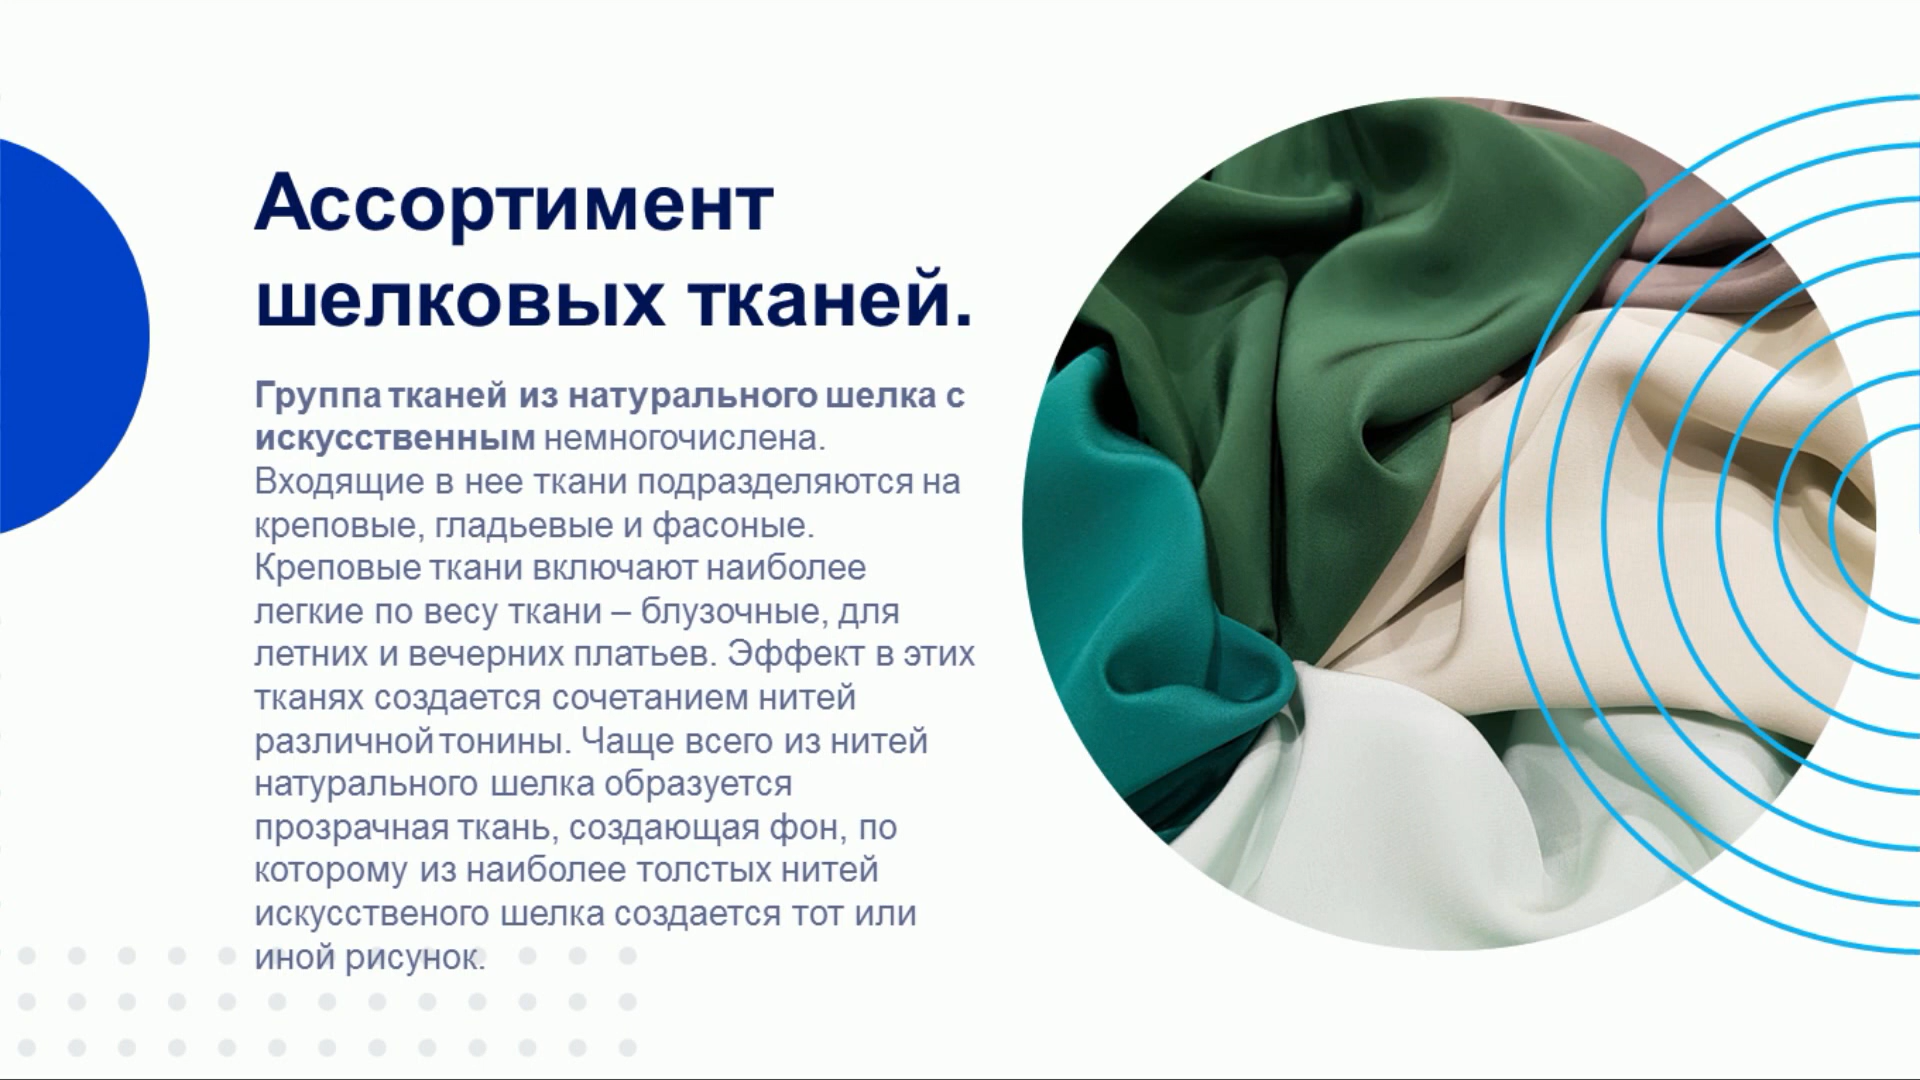 Ассортимент
шелковых тканей.
Группа тканей из натурального шелка с
искусственным немногочислена.
Входящие в нее ткани подразделяются на
креповые, гладьевые и фасоные.
Креповые ткани включают наиболее
легкие по весу ткани – блузочные, для
летних и вечерних платьев. Эффект в этих
тканях создается сочетанием нитей
различной тонины. Чаще всего из нитей
натурального шелка образуется
прозрачная ткань, создающая фон, по
которому из наиболее толстых нитей
искусственого шелка создается тот или
иной рисунок.